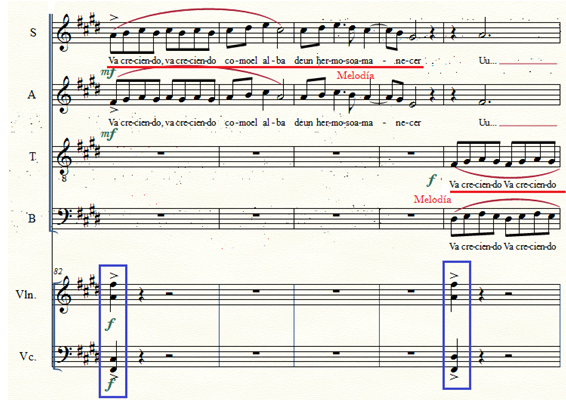 S
Va cre-cien-do, va cre-cien-do co-moel al-ba deun her-mo-soa-ma - .ne-cer Uu...
mf
Melodía
A
Va cre-cien-do, va cre-cien-do co-moel al-ba deun her-mo-soa-ma - ne-cer Uu...
mf
T
8
f
Va cre-cien-do Va cre-cien-do
Melodía
B
Va cre-cien-do Va cre-cien-do
82
Vln.
f
Vc.
f